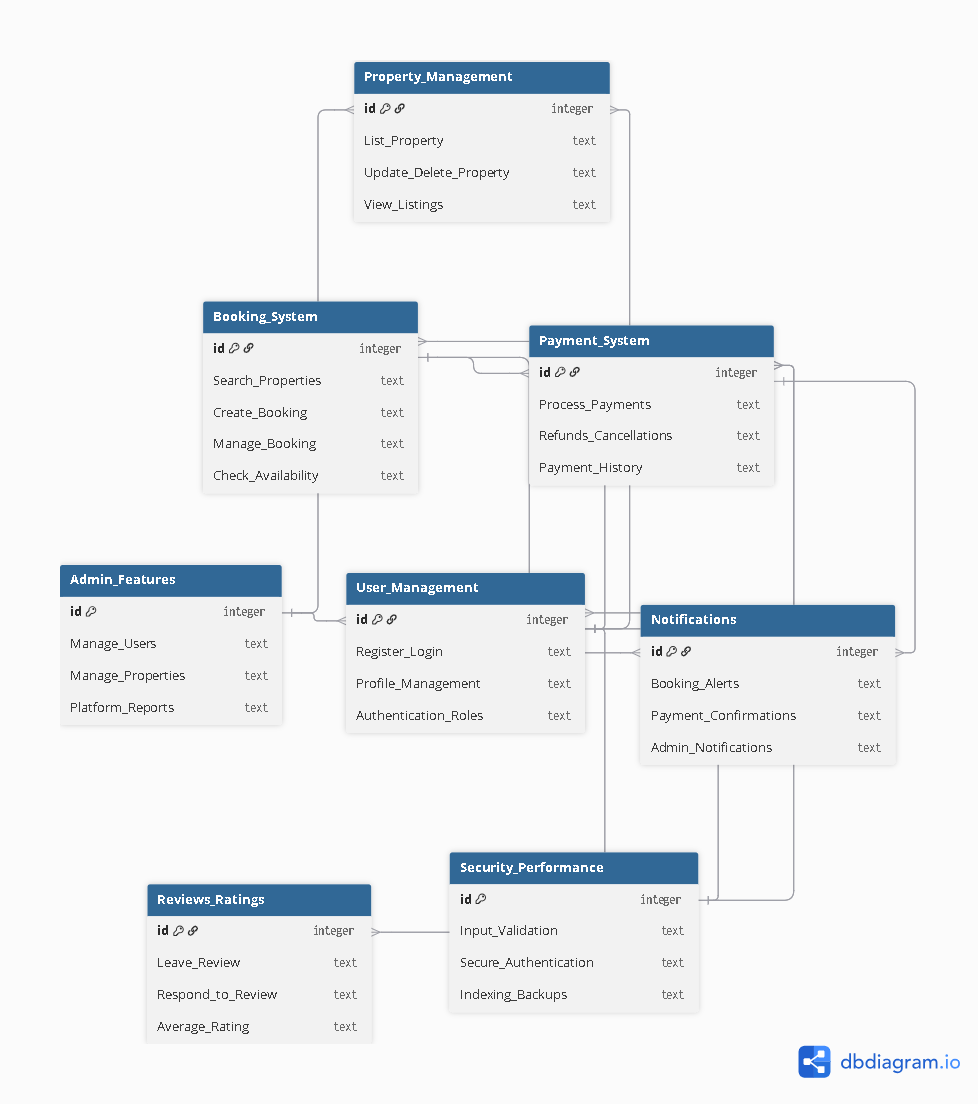 Property_Management
id integer
List_Property text
Update_Delete_Property text
View_Listings text
Booking_System
id integer
Search_Properties text
Create_Booking text
Manage_Booking text
Check_Availability text
Payment_System
id integer
Process_Payments text
Refunds_Cancellations text
Payment_History text
Admin_Features
id integer
Manage_Users text
Manage_Properties text
Platform_Reports text
User_Management
id integer
Register_Login text
Profile_Management text
Authentication_Roles text
Notifications
id integer
Booking_Alerts text
Payment_Confirmations text
Admin_Notifications text
Security_Performance
id integer
Input_Validation text
Secure_Authentication text
Indexing_Backups text
Reviews_Ratings
id integer
Leave_Review text
Respond_to_Review text
Average_Rating text
dbdiagram.io